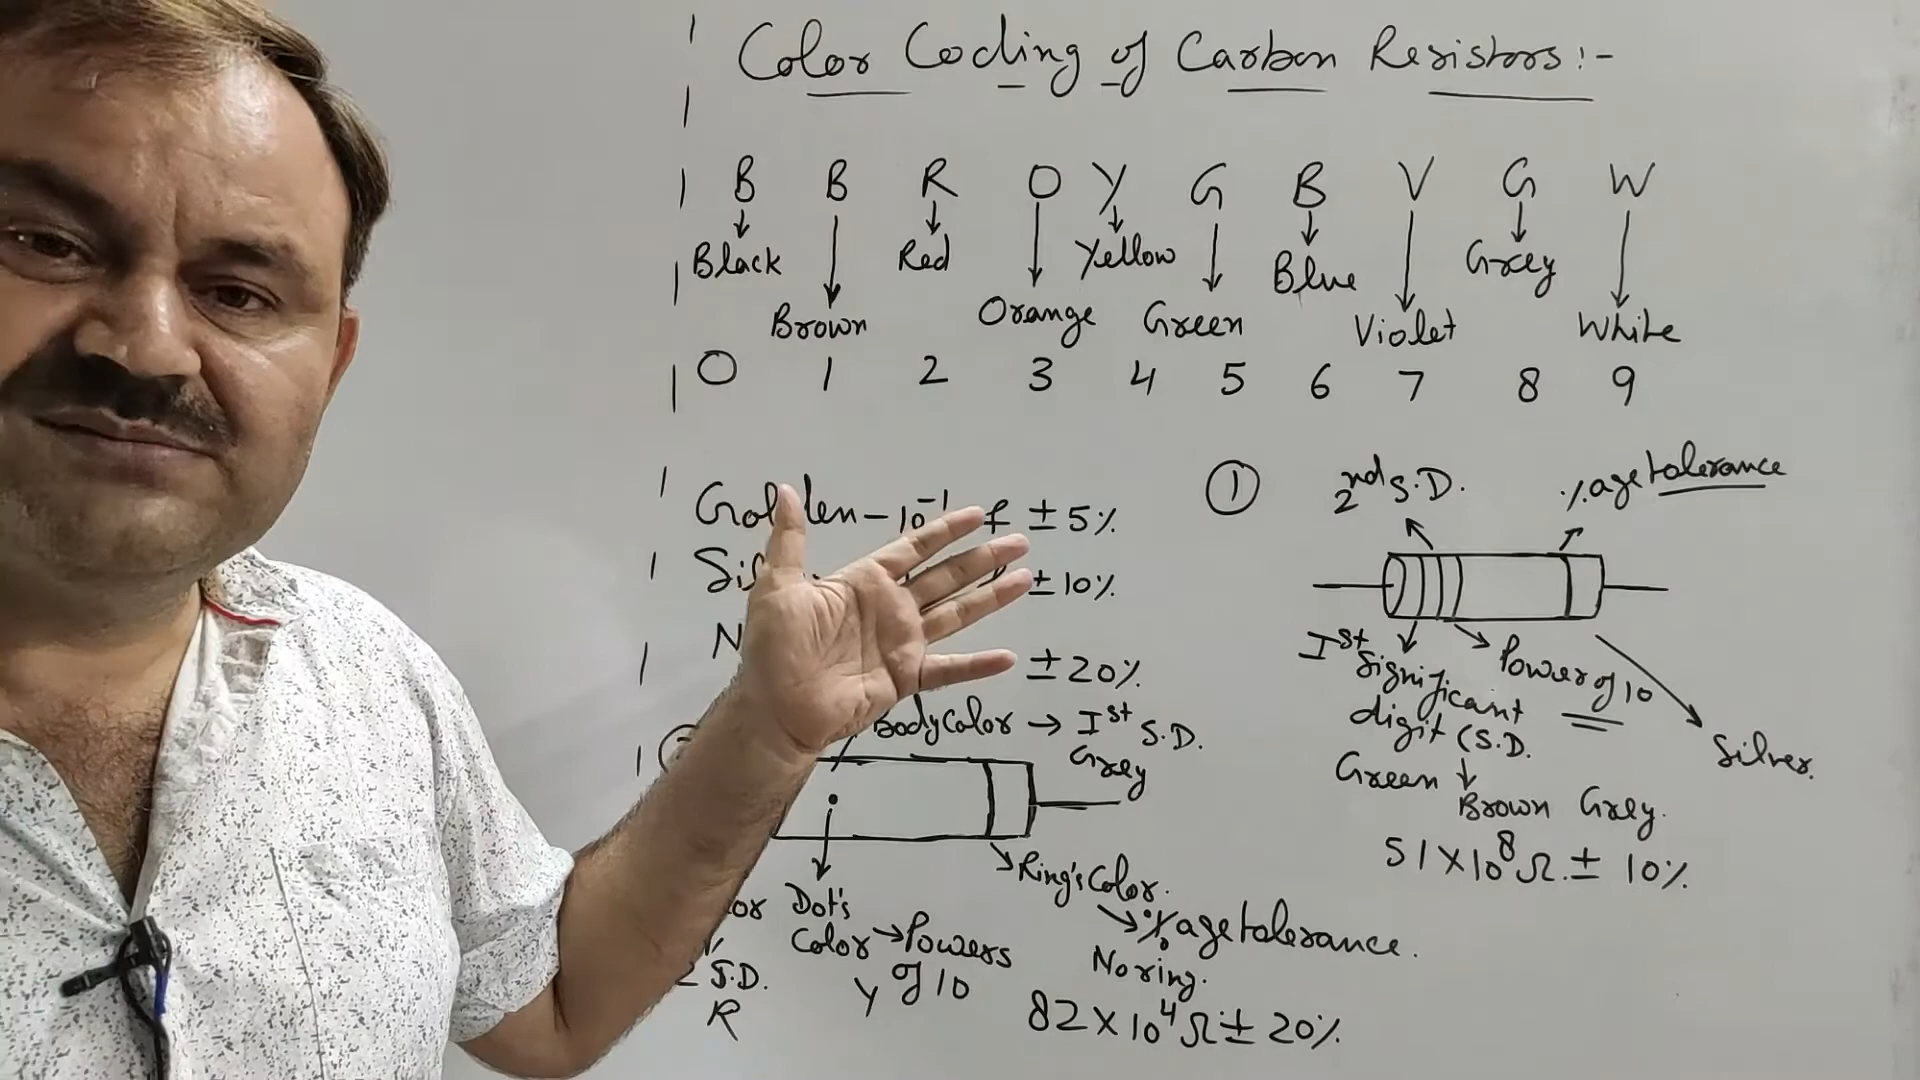 Color Coding of Carbon Resistors:-
B B R O Y G B V G W
Black Red Yellow Blue Grey
Brown Orange Green Violet White
0 1 2 3 4 5 6 7 8 9
± 5%
± 10%
± 20%
Body Color → Ist S.D.
Grey
Ring's Color.
%age tolerance.
No ring.
Dot's
Color → Powers
of 10
Y
S.D.
R
82 × 10⁴ Ω ± 20%
①
2nd S.D.
%age tolerance
Ist
Significant
digit (S.D.
Power of 10
Silver.
Green
Brown Grey.
51 × 10⁸ Ω ± 10%